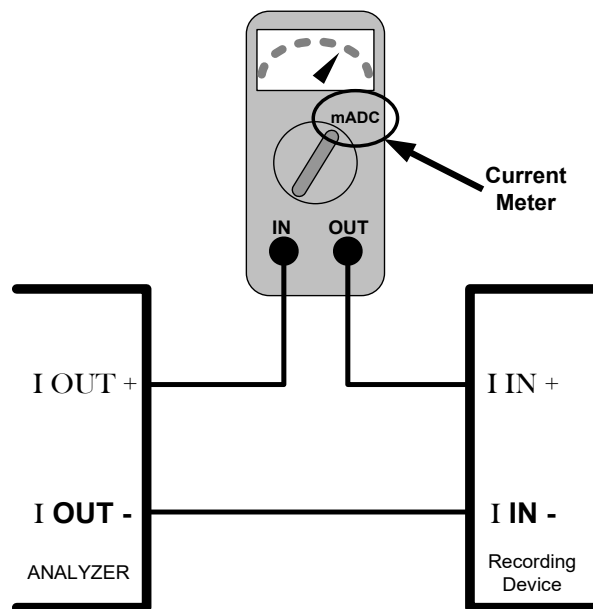 mADC
Current
Meter
IN OUT
I OUT +
I IN +
I OUT -
I IN -
ANALYZER
Recording
Device